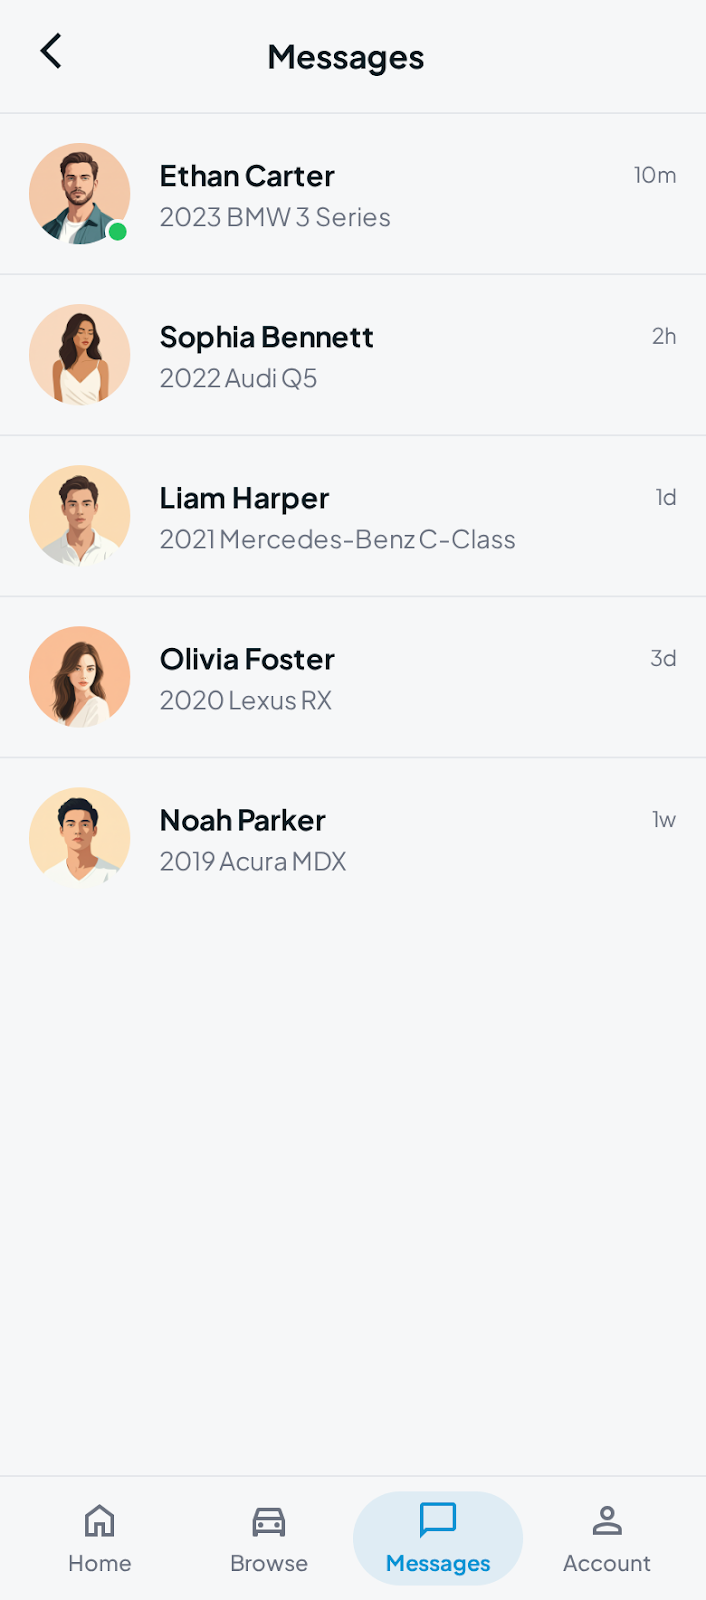 Messages
Ethan Carter
10m
2023 BMW 3 Series
Sophia Bennett
2h
2022 Audi Q5
Liam Harper
1d
2021 Mercedes-Benz C-Class
Olivia Foster
3d
2020 Lexus RX
Noah Parker
1w
2019 Acura MDX
Home
Browse
Messages
Account